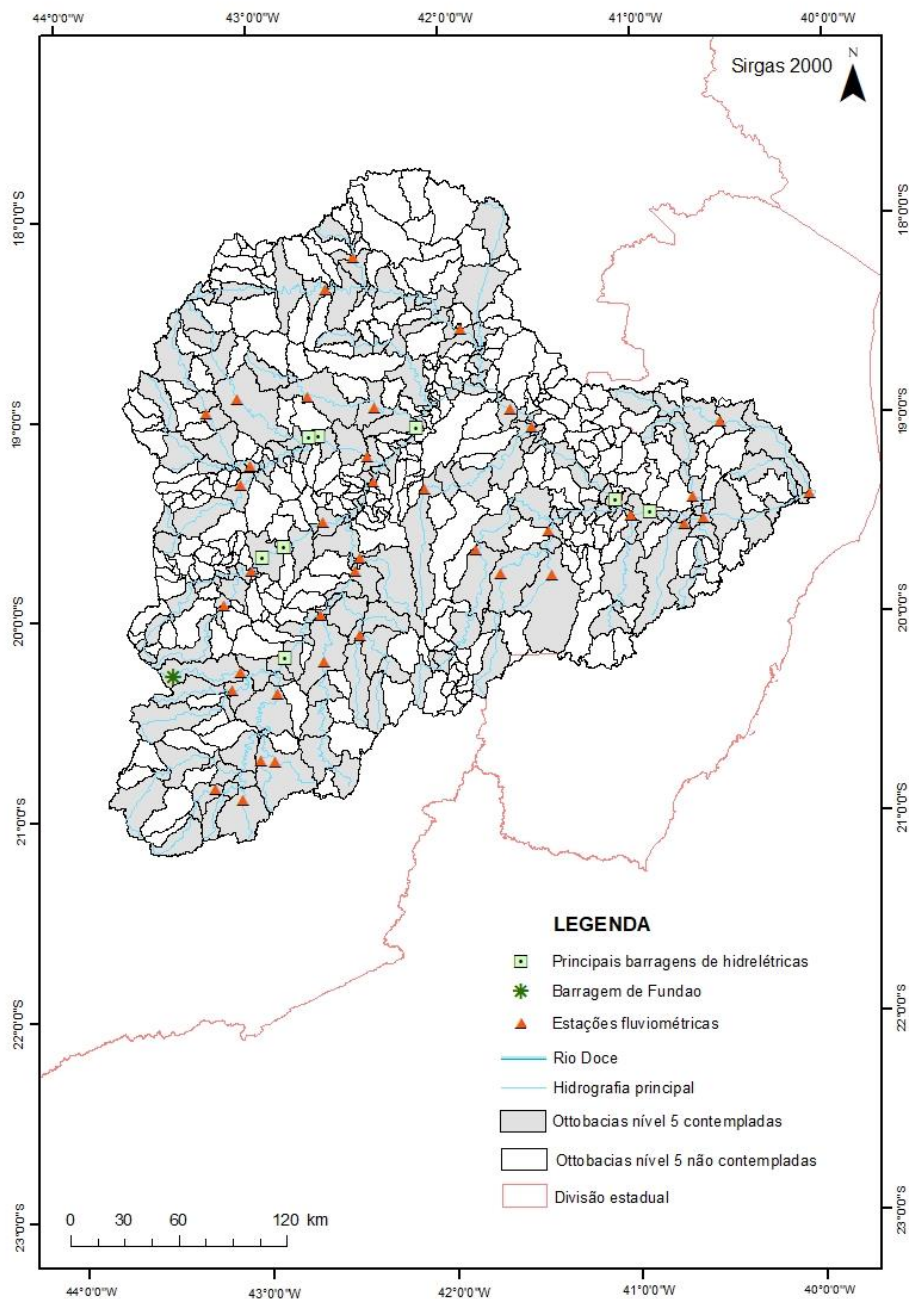 44°0'0"W 43°0'0"W 42°0'0"W 41°0'0"W 40°0'0"W
Sirgas 2000
N
18°0'0"S 18°0'0"S
19°0'0"S 19°0'0"S
20°0'0"S 20°0'0"S
21°0'0"S 21°0'0"S
LEGENDA
Principais barragens de hidrelétricas
Barragem de Fundao
22°0'0"S 22°0'0"S
Estações fluviométricas
Rio Doce
Hidrografia principal
Ottobacias nível 5 contempladas
Ottobacias nível 5 não contempladas
Divisão estadual
23°0'0"S 23°0'0"S
0 30 60 120 km
44°0'0"W 43°0'0"W 42°0'0"W 41°0'0"W 40°0'0"W